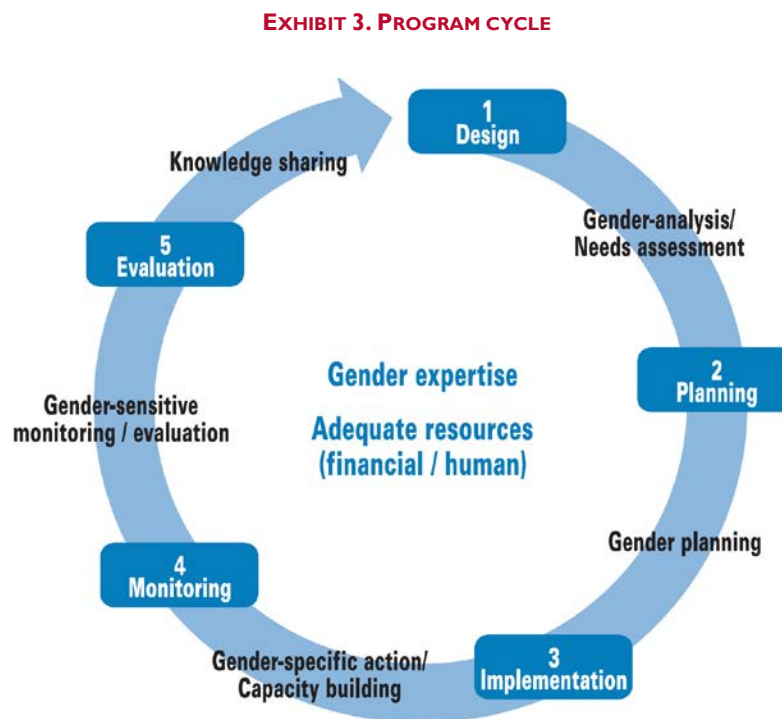 EXHIBIT 3. PROGRAM CYCLE
1
Design
Knowledge sharing
Gender-analysis/
Needs assessment
5
Evaluation
2
Planning
Gender expertise
Adequate resources
(financial / human)
Gender-sensitive
monitoring / evaluation
Gender planning
4
Monitoring
3
Implementation
Gender-specific action/
Capacity building